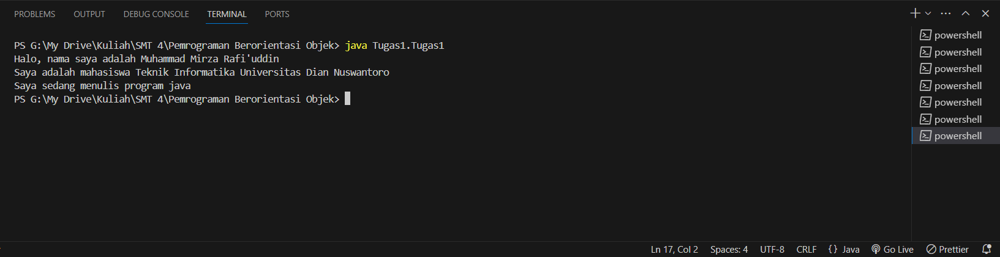 PROBLEMS OUTPUT DEBUG CONSOLE TERMINAL PORTS
PS G:\My Drive\Kuliah\SMT 4\Pemrograman Berorientasi Objek> java Tugas1.Tugas1
Halo, nama saya adalah Muhammad Mirza Rafi'uddin
Saya adalah mahasiswa Teknik Informatika Universitas Dian Nuswantoro
Saya sedang menulis program java
PS G:\My Drive\Kuliah\SMT 4\Pemrograman Berorientasi Objek>
powershell
powershell
powershell
powershell
powershell
powershell
powershell
Ln 17, Col 2 Spaces: 4 UTF-8 CRLF {} Java Go Live Prettier